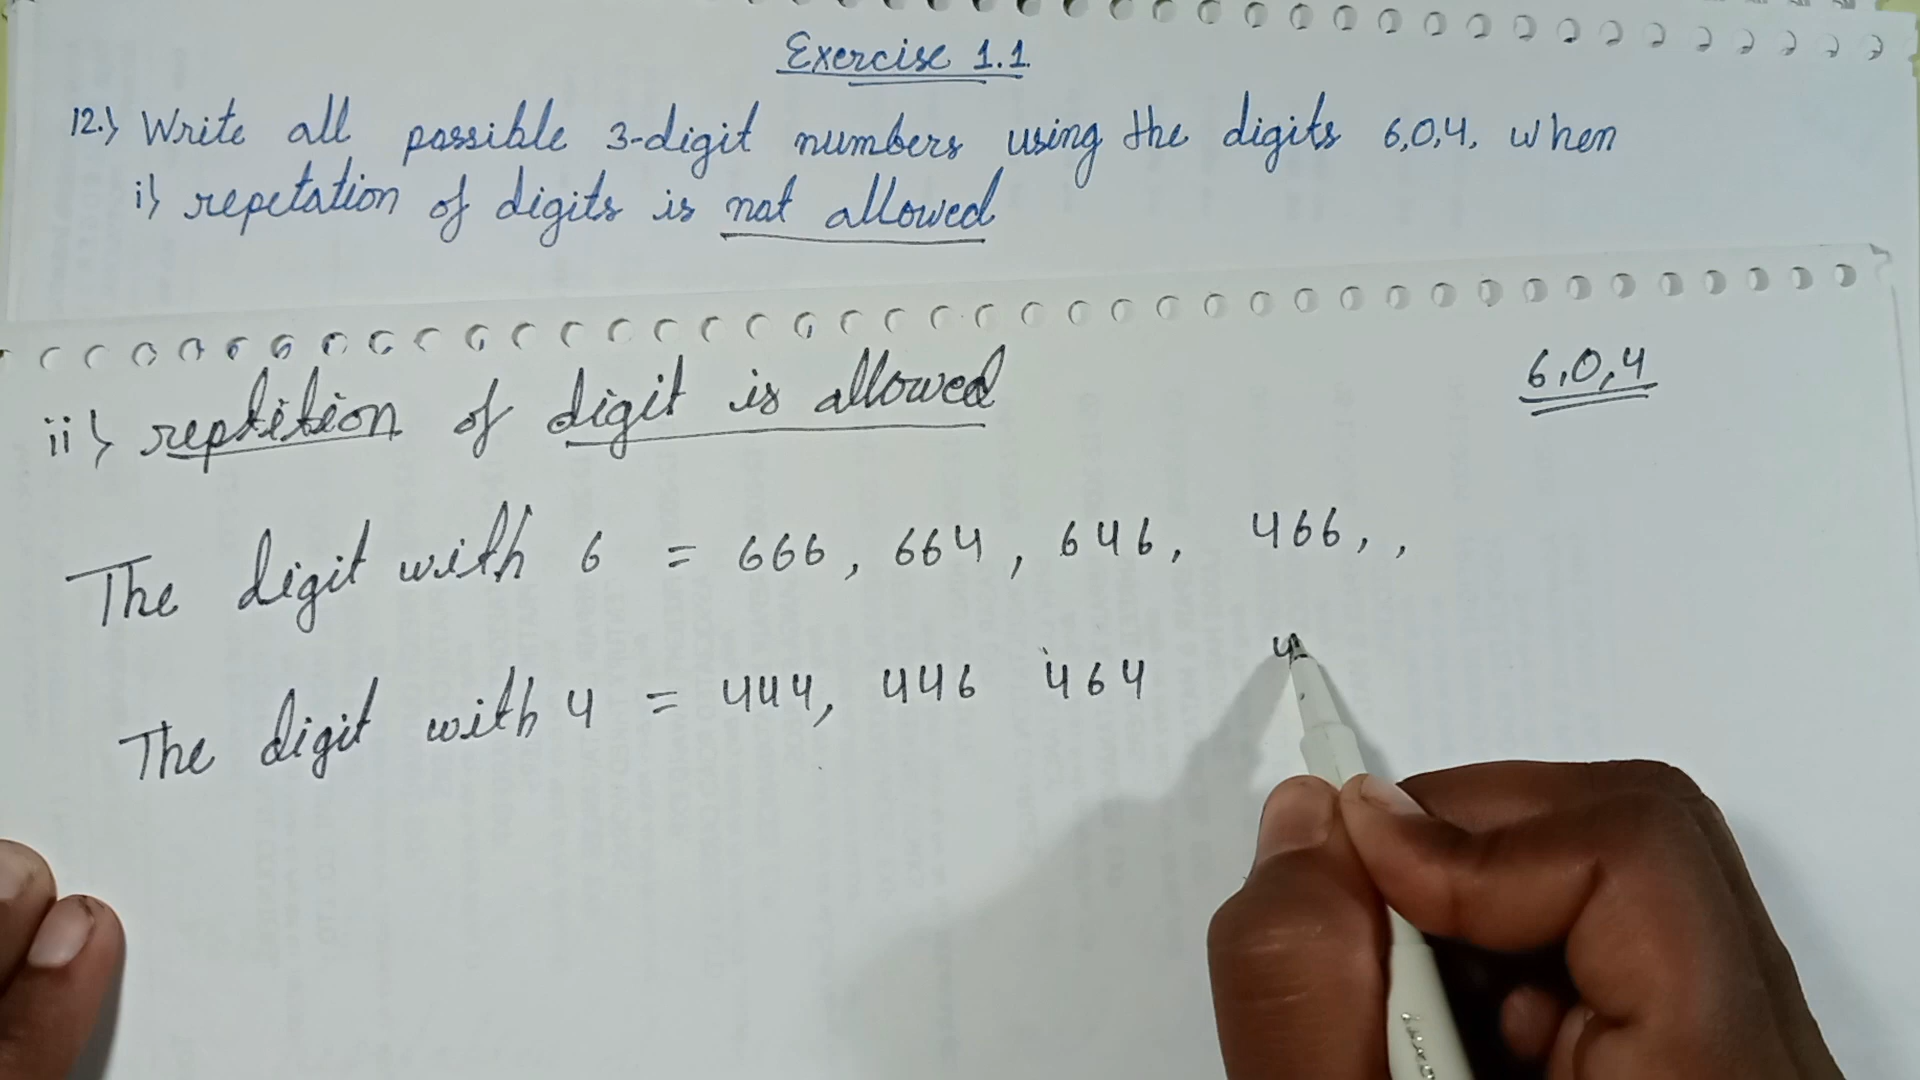 Exercise 1.1
12.) Write all possible 3-digit numbers using the digits 6,0,4, when
i) repetation of digits is not allowed
6,0,4
ii) reptition of digit is allowed
The digit with 6 = 666, 664, 646, 466, ,
The digit with 4 = 444, 446 464 4